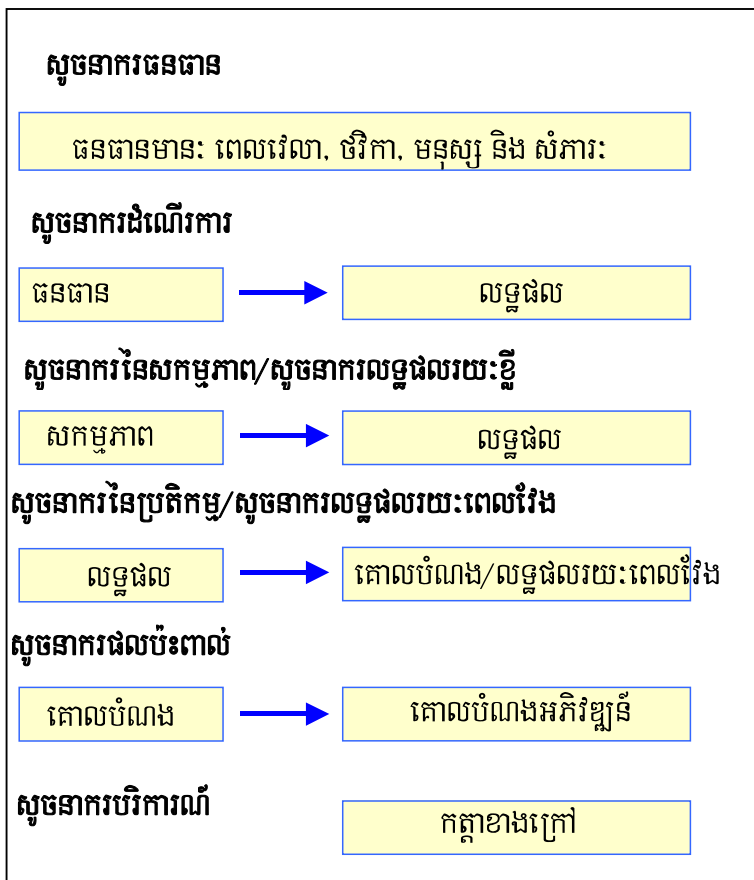 សូចនាករធនធាន
ធនធានមាន: ពេលវេលា, ថវិកា, មនុស្ស និង សំភារៈ
សូចនាករដំណើរការ
ធនធាន លទ្ឋផល
សូចនាករនៃសកម្មភាព/សូចនាករលទ្ឋផលរយៈខ្លី
សកម្មភាព លទ្ឋផល
សូចនាករនៃប្រតិកម្ម/សូចនាករលទ្ឋផលរយៈពេលវែង
លទ្ឋផល គោលបំណង/លទ្ឋផលរយៈពេលវែង
សូចនាករផលប៉ះពាល់
គោលបំណង គោលបំណងអភិវឌ្ឍន៍
សូចនាករបរិការណ៍
កត្តាខាងក្រៅ